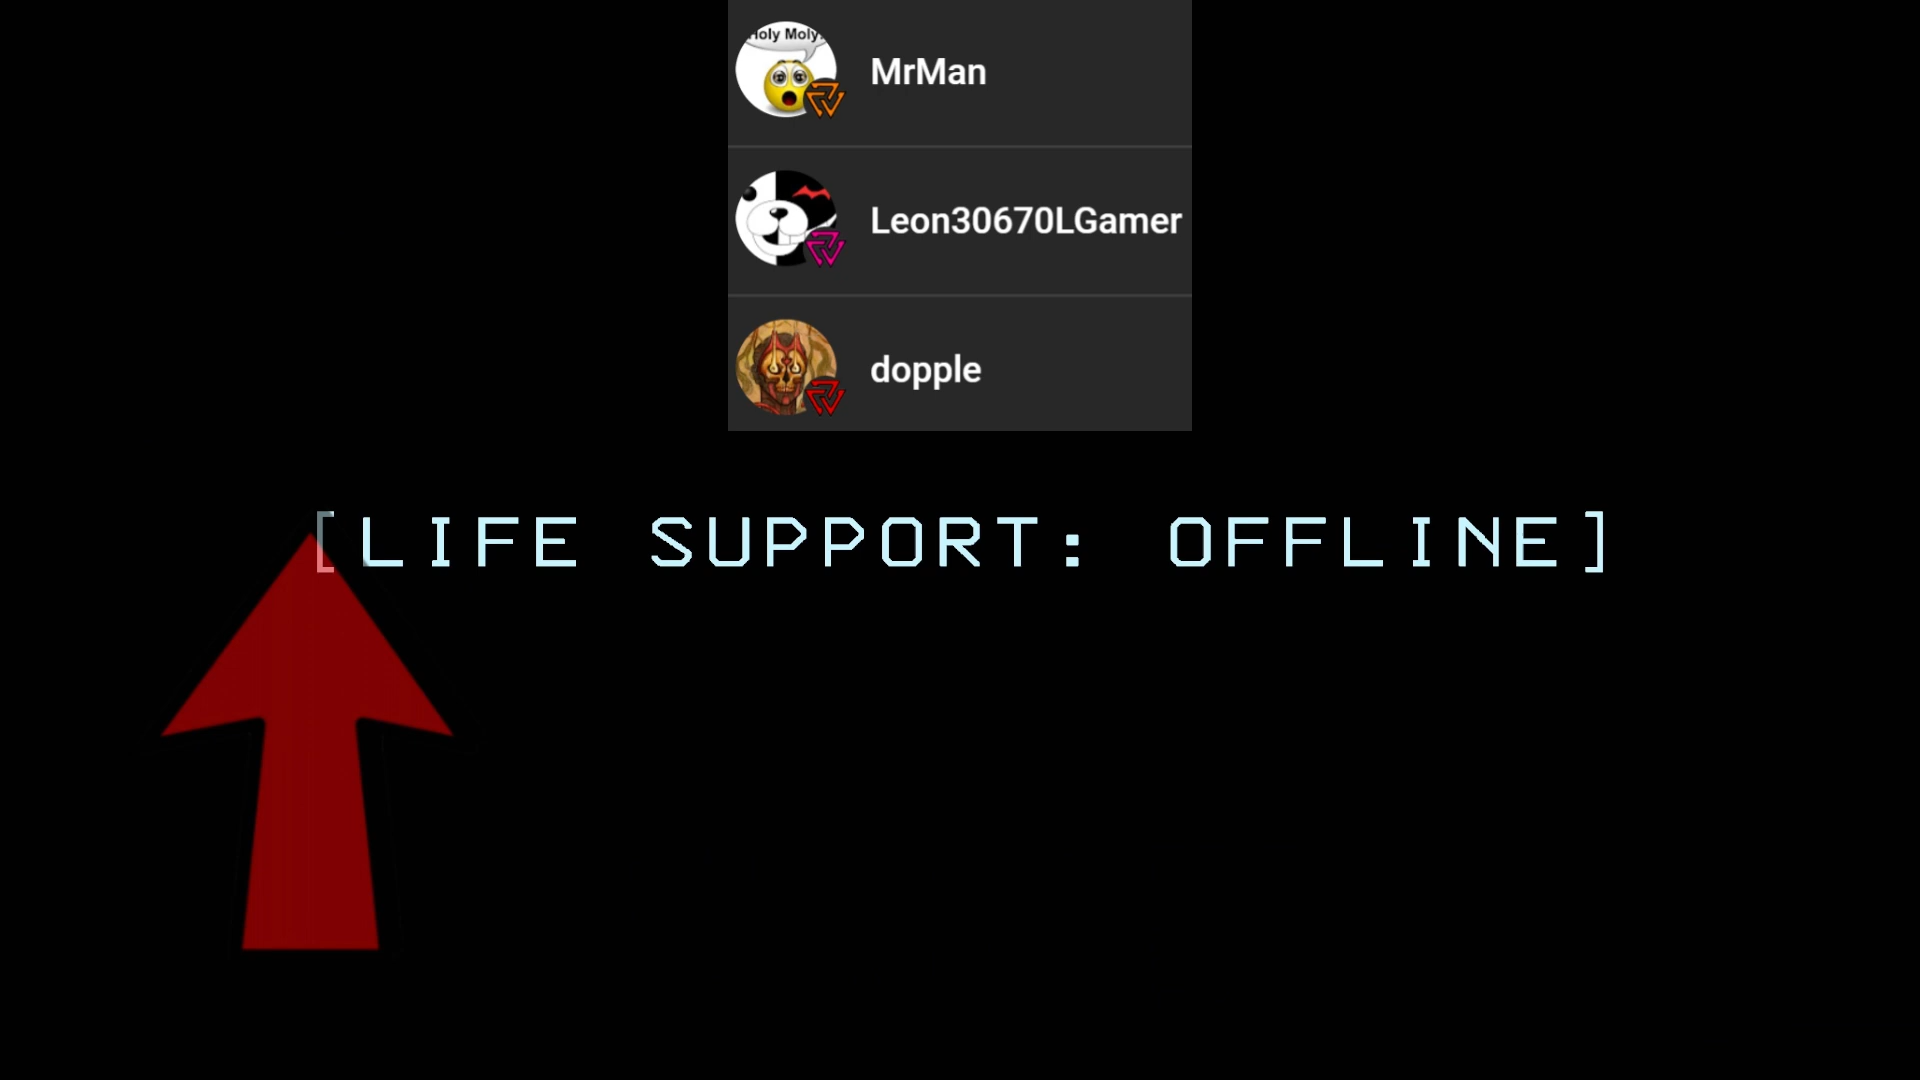 Holy Moly!
MrMan
Leon30670LGamer
dopple
[LIFE SUPPORT: OFFLINE]